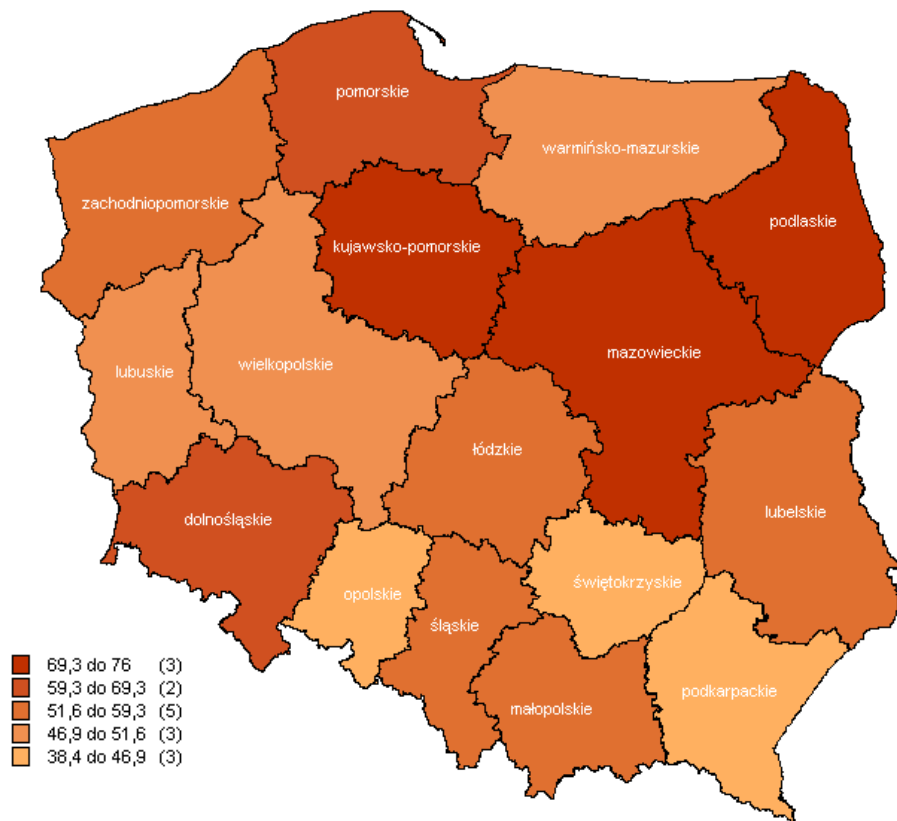 pomorskie
warmińsko-mazurskie
zachodniopomorskie
podlaskie
kujawsko-pomorskie
mazowieckie
wielkopolskie
lubuskie
łódzkie
lubelskie
dolnośląskie
świętokrzyskie
opolskie
śląskie
podkarpackie
małopolskie
69,3 do 76 (3)
59,3 do 69,3 (2)
51,6 do 59,3 (5)
46,9 do 51,6 (3)
38,4 do 46,9 (3)